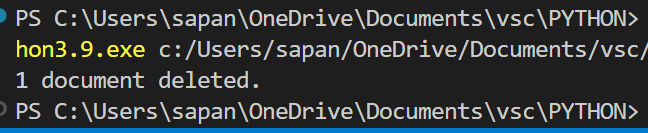 PS C:\Users\sapan\OneDrive\Documents\vsc\PYTHON>
hon3.9.exe c:/Users/sapan/OneDrive/Documents/vsc/
1 document deleted.
PS C:\Users\sapan\OneDrive\Documents\vsc\PYTHON>